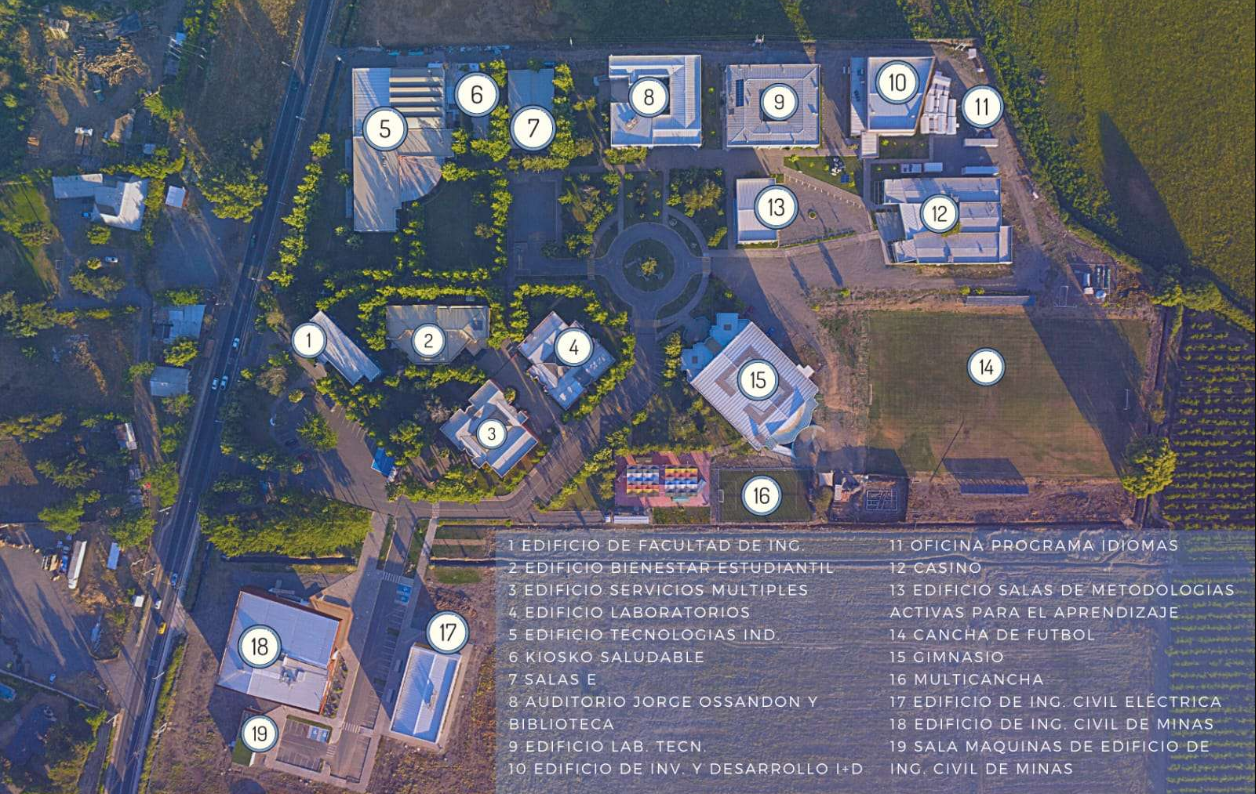 5
6
7
8
9
10
11
13
12
1
2
4
3
15
14
16
17
18
19
1 EDIFICIO DE FACULTAD DE ING.
2 EDIFICIO BIENESTAR ESTUDIANTIL
3 EDIFICIO SERVICIOS MULTIPLES
4 EDIFICIO LABORATORIOS
5 EDIFICIO TECNOLOGIAS IND.
6 KIOSKO SALUDABLE
7 SALAS E
8 AUDITORIO JORGE OSSANDON Y
BIBLIOTECA
9 EDIFICIO LAB. TECN.
10 EDIFICIO DE INV. Y DESARROLLO I+D
11 OFICINA PROGRAMA IDIOMAS
12 CASINO
13 EDIFICIO SALAS DE METODOLOGIAS
ACTIVAS PARA EL APRENDIZAJE
14 CANCHA DE FUTBOL
15 GIMNASIO
16 MULTICANCHA
17 EDIFICIO DE ING. CIVIL ELÉCTRICA
18 EDIFICIO DE ING. CIVIL DE MINAS
19 SALA MAQUINAS DE EDIFICIO DE
ING. CIVIL DE MINAS